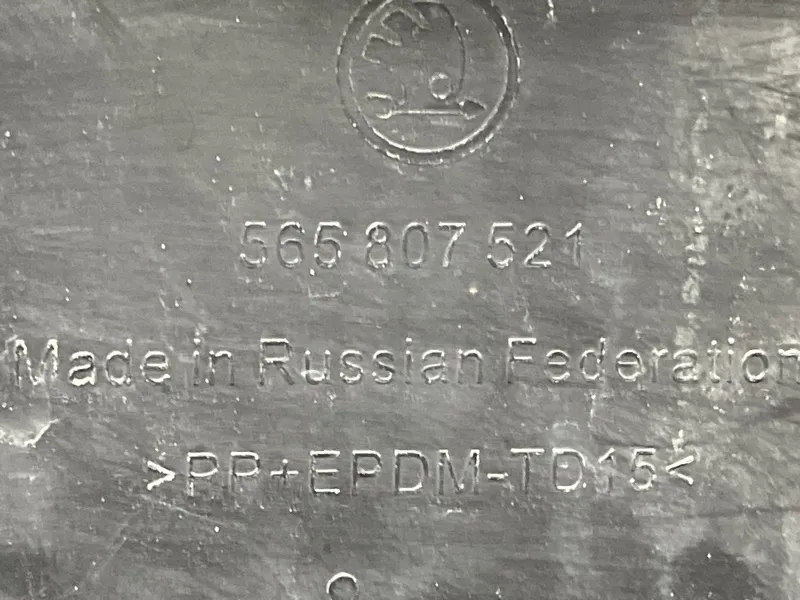 565 807 521
Made in Russian Federation
>PP+EPDM-TD15<